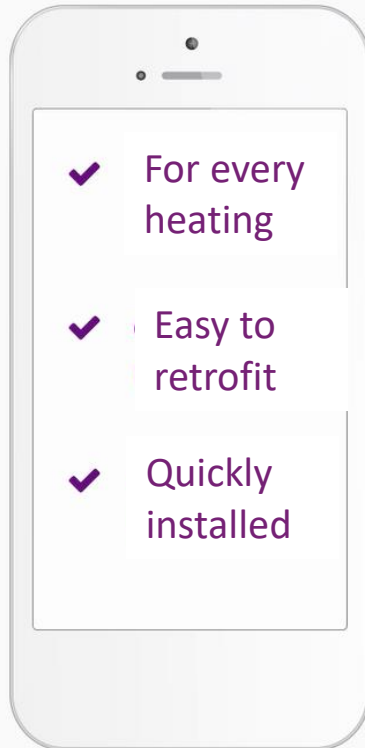 For every
heating
Easy to
retrofit
Quickly
installed